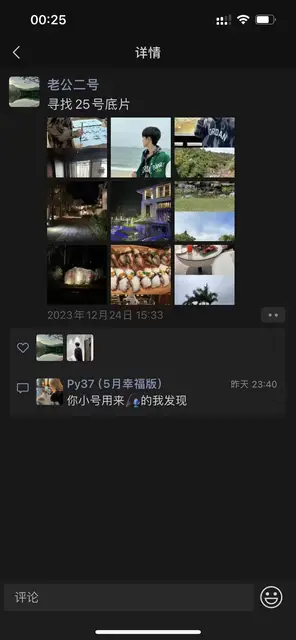 00:25
详情
老公二号
寻找25号底片
JORDAN
2023年12月24日 15:33
Py37 (5月幸福版)
昨天 23:40
你小号用来🎣的我发现
评论